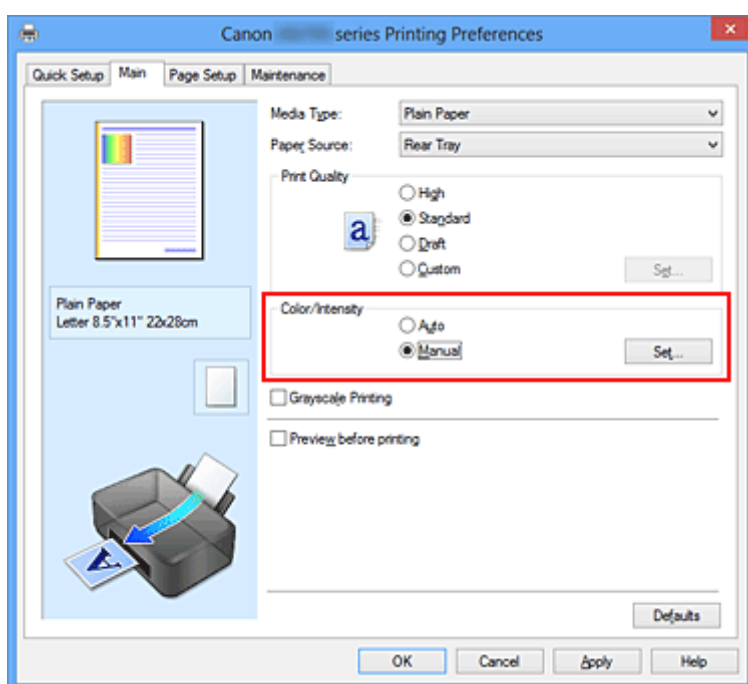 Canon series Printing Preferences
Quick Setup Main Page Setup Maintenance
Media Type: Plain Paper
Paper Source: Rear Tray
Print Quality
High
a Standard
Draft
Custom Set...
Plain Paper
Letter 8.5"x11" 22x28cm
Color/Intensity
Auto
Manual Set...
Grayscale Printing
Preview before printing
A
Defaults
OK Cancel Apply Help